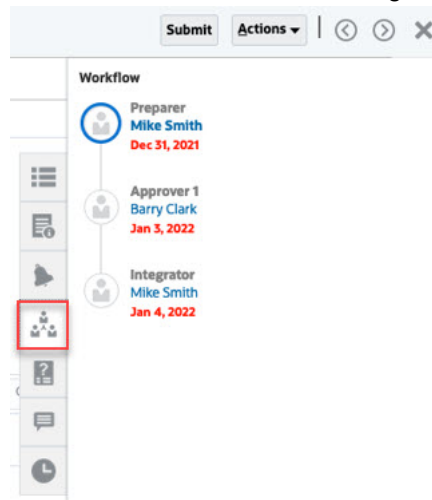 Submit Actions
Workflow
Preparer
Mike Smith
Dec 31, 2021
Approver 1
Barry Clark
Jan 3, 2022
Integrator
Mike Smith
Jan 4, 2022